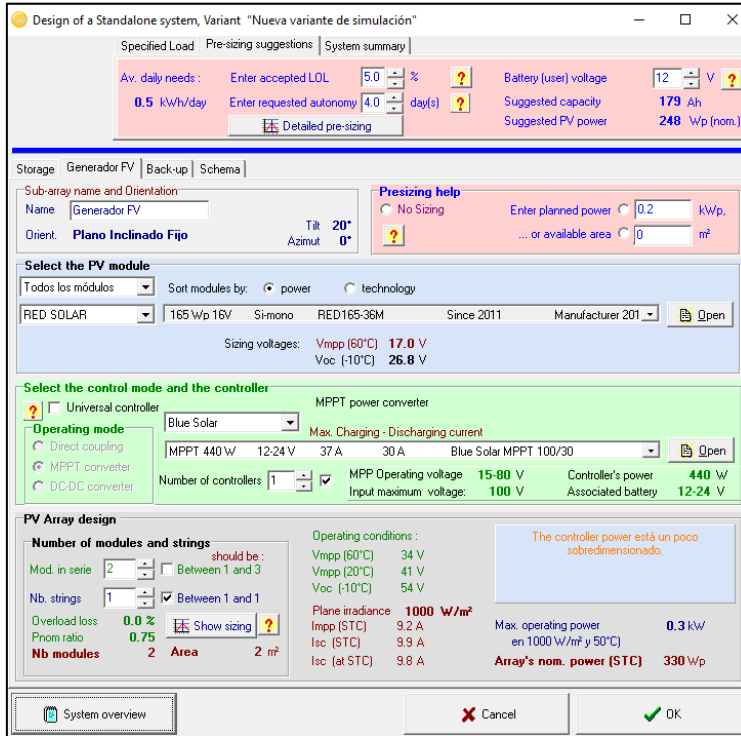 Design of a Standalone system, Variant "Nueva variante de simulación"
Specified Load Pre-sizing suggestions System summary
Av. daily needs : Enter accepted LOL 5.0 % ? Battery (user) voltage 12 V ?
0.5 kWh/day Enter requested autonomy 4.0 day(s) ? Suggested capacity 179 Ah
Detailed pre-sizing Suggested PV power 248 Wp (nom.)
Storage Generador FV Back-up Schema
Sub-array name and Orientation
Name Generador FV
Orient. Plano Inclinado Fijo
Tilt 20°
Azimut 0°
Presizing help
No Sizing Enter planned power 0.2 kWp,
? ... or available area 0 m²
Select the PV module
Todos los módulos Sort modules by: power technology
RED SOLAR 165 Wp 16V Si-mono RED165-36M Since 2011 Manufacturer 201 Open
Sizing voltages: Vmpp (60°C) 17.0 V
Voc (-10°C) 26.8 V
Select the control mode and the controller
? Universal controller
MPPT power converter
Operating mode
Direct coupling
MPPT converter
DC-DC converter
Blue Solar
Max. Charging - Discharging current
MPPT 440 W 12-24 V 37 A 30 A Blue Solar MPPT 100/30 Open
Number of controllers 1
MPP Operating voltage 15-80 V Controller's power 440 W
Input maximum voltage: 100 V Associated battery 12-24 V
PV Array design
Number of modules and strings
should be :
Mod. in serie 2 Between 1 and 3
Nb. strings 1 Between 1 and 1
Overload loss 0.0 %
Pnom ratio 0.75
Show sizing ?
Nb modules 2 Area 2 m²
Operating conditions :
Vmpp (60°C) 34 V
Vmpp (20°C) 41 V
Voc (-10°C) 54 V
Plane irradiance 1000 W/m²
Impp (STC) 9.2 A
Isc (STC) 9.9 A
Isc (at STC) 9.8 A
The controller power está un poco
sobredimensionado.
Max. operating power 0.3 kW
en 1000 W/m² y 50°C)
Array's nom. power (STC) 330 Wp
System overview Cancel OK